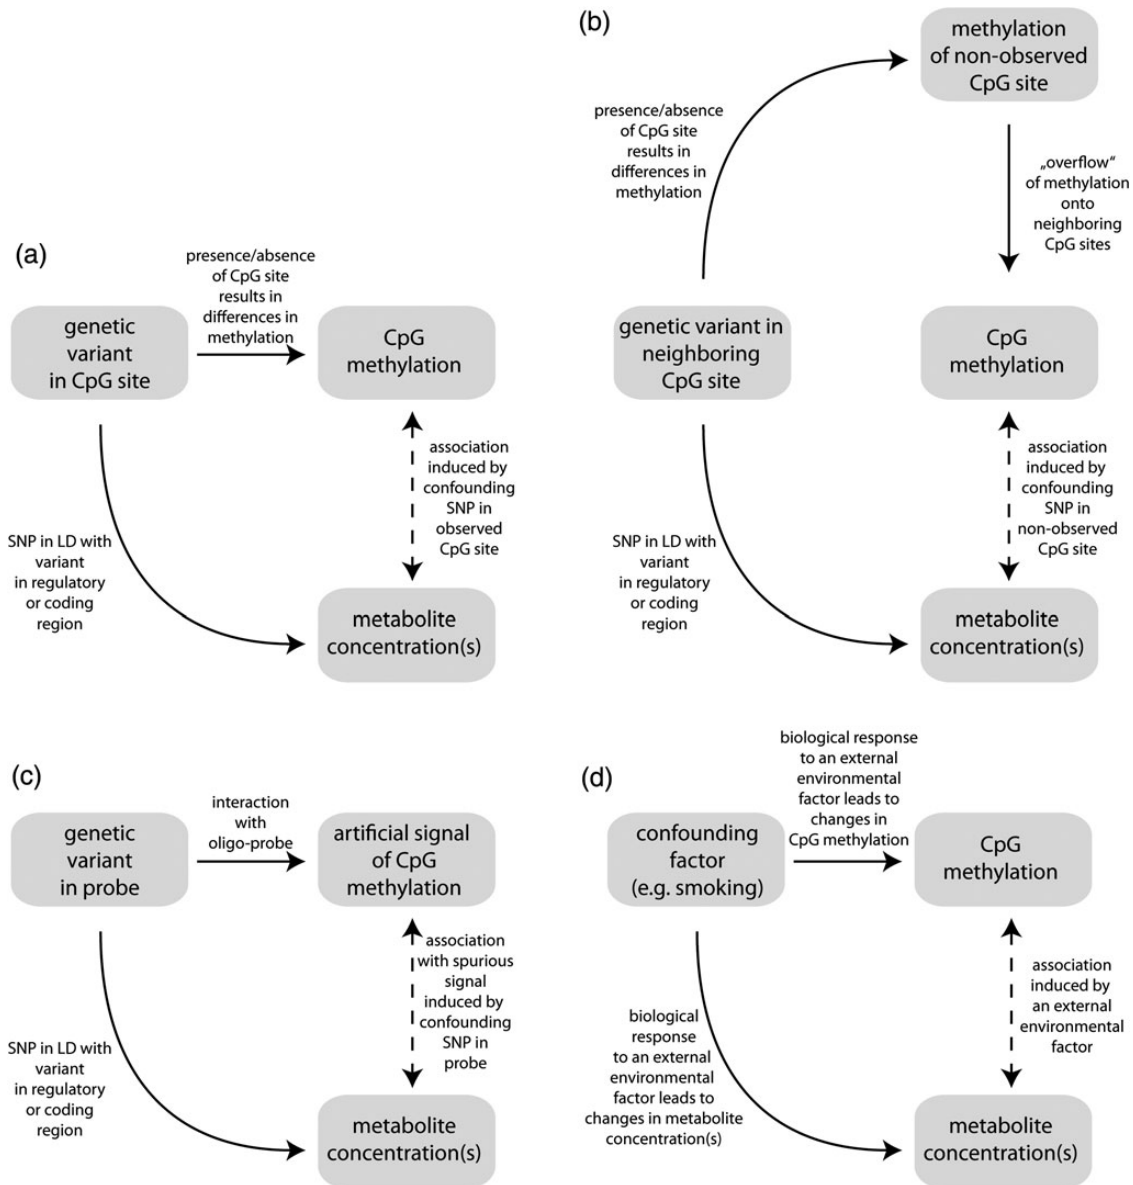 (a)
presence/absence
of CpG site
results in
differences in
methylation
genetic
variant
in CpG site
CpG
methylation
association
induced by
confounding
SNP in
observed
CpG site
SNP in LD with
variant
in regulatory
or coding
region
metabolite
concentration(s)
(b)
methylation
of non-observed
CpG site
presence/absence
of CpG site
results in
differences in
methylation
„overflow“
of methylation
onto
neighboring
CpG sites
genetic variant in
neighboring
CpG site
CpG
methylation
association
induced by
confounding
SNP in
non-observed
CpG site
SNP in LD with
variant
in regulatory
or coding
region
metabolite
concentration(s)
(c)
interaction
with
oligo-probe
genetic
variant
in probe
artificial signal
of CpG
methylation
association
with spurious
signal
induced by
confounding
SNP in
probe
SNP in LD with
variant
in regulatory
or coding
region
metabolite
concentration(s)
(d)
biological response
to an external
environmental
factor leads to
changes in
CpG methylation
confounding
factor
(e.g. smoking)
CpG
methylation
association
induced by
an external
environmental
factor
biological
response
to an external
environmental
factor leads to
changes in metabolite
concentration(s)
metabolite
concentration(s)